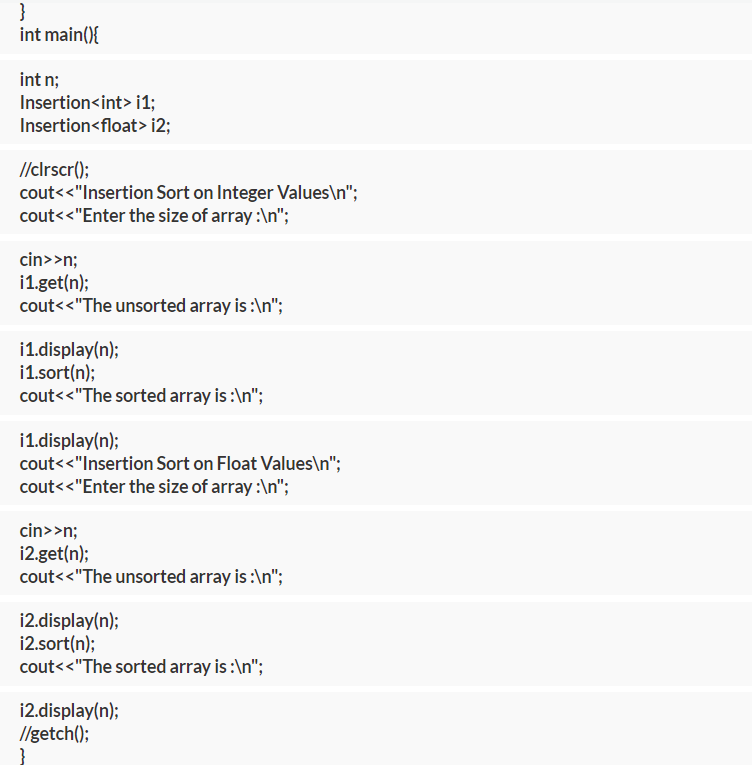 }
int main(){
int n;
Insertion<int> i1;
Insertion<float> i2;
//clrscr();
cout<<"Insertion Sort on Integer Values\n";
cout<<"Enter the size of array :\n";
cin>>n;
i1.get(n);
cout<<"The unsorted array is :\n";
i1.display(n);
i1.sort(n);
cout<<"The sorted array is :\n";
i1.display(n);
cout<<"Insertion Sort on Float Values\n";
cout<<"Enter the size of array :\n";
cin>>n;
i2.get(n);
cout<<"The unsorted array is :\n";
i2.display(n);
i2.sort(n);
cout<<"The sorted array is :\n";
i2.display(n);
//getch();
}